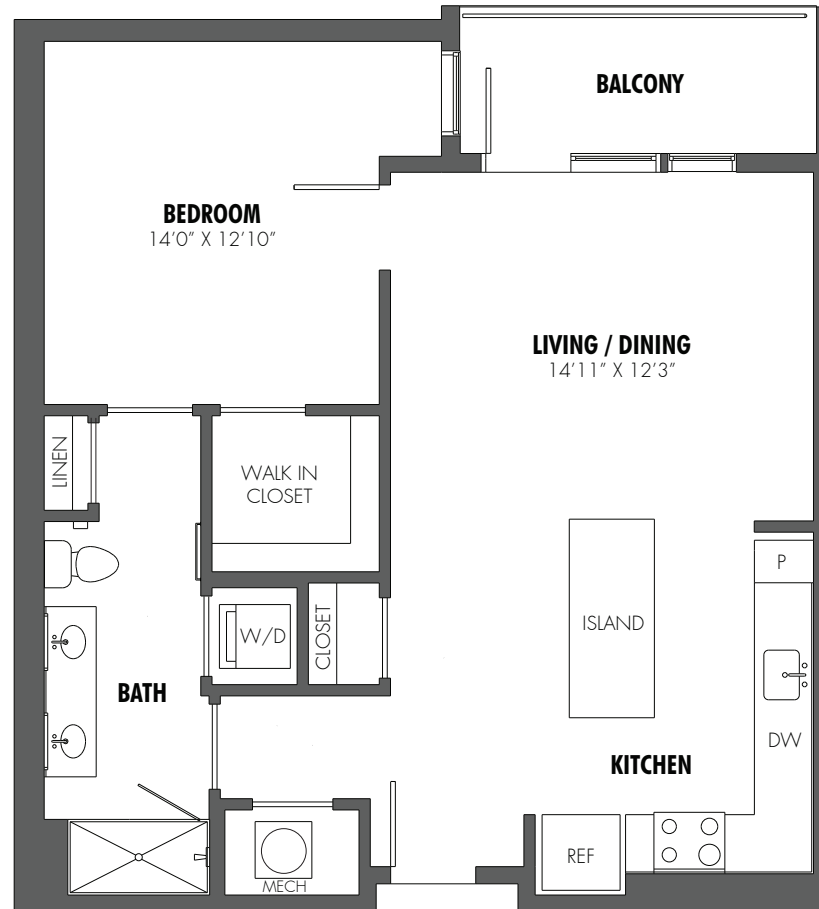 BALCONY
BEDROOM
14’0” X 12’10”
LIVING / DINING
14’11” X 12’3”
LINEN
WALK IN
CLOSET
P
ISLAND
W/D
CLOSET
BATH
DW
KITCHEN
REF
MECH